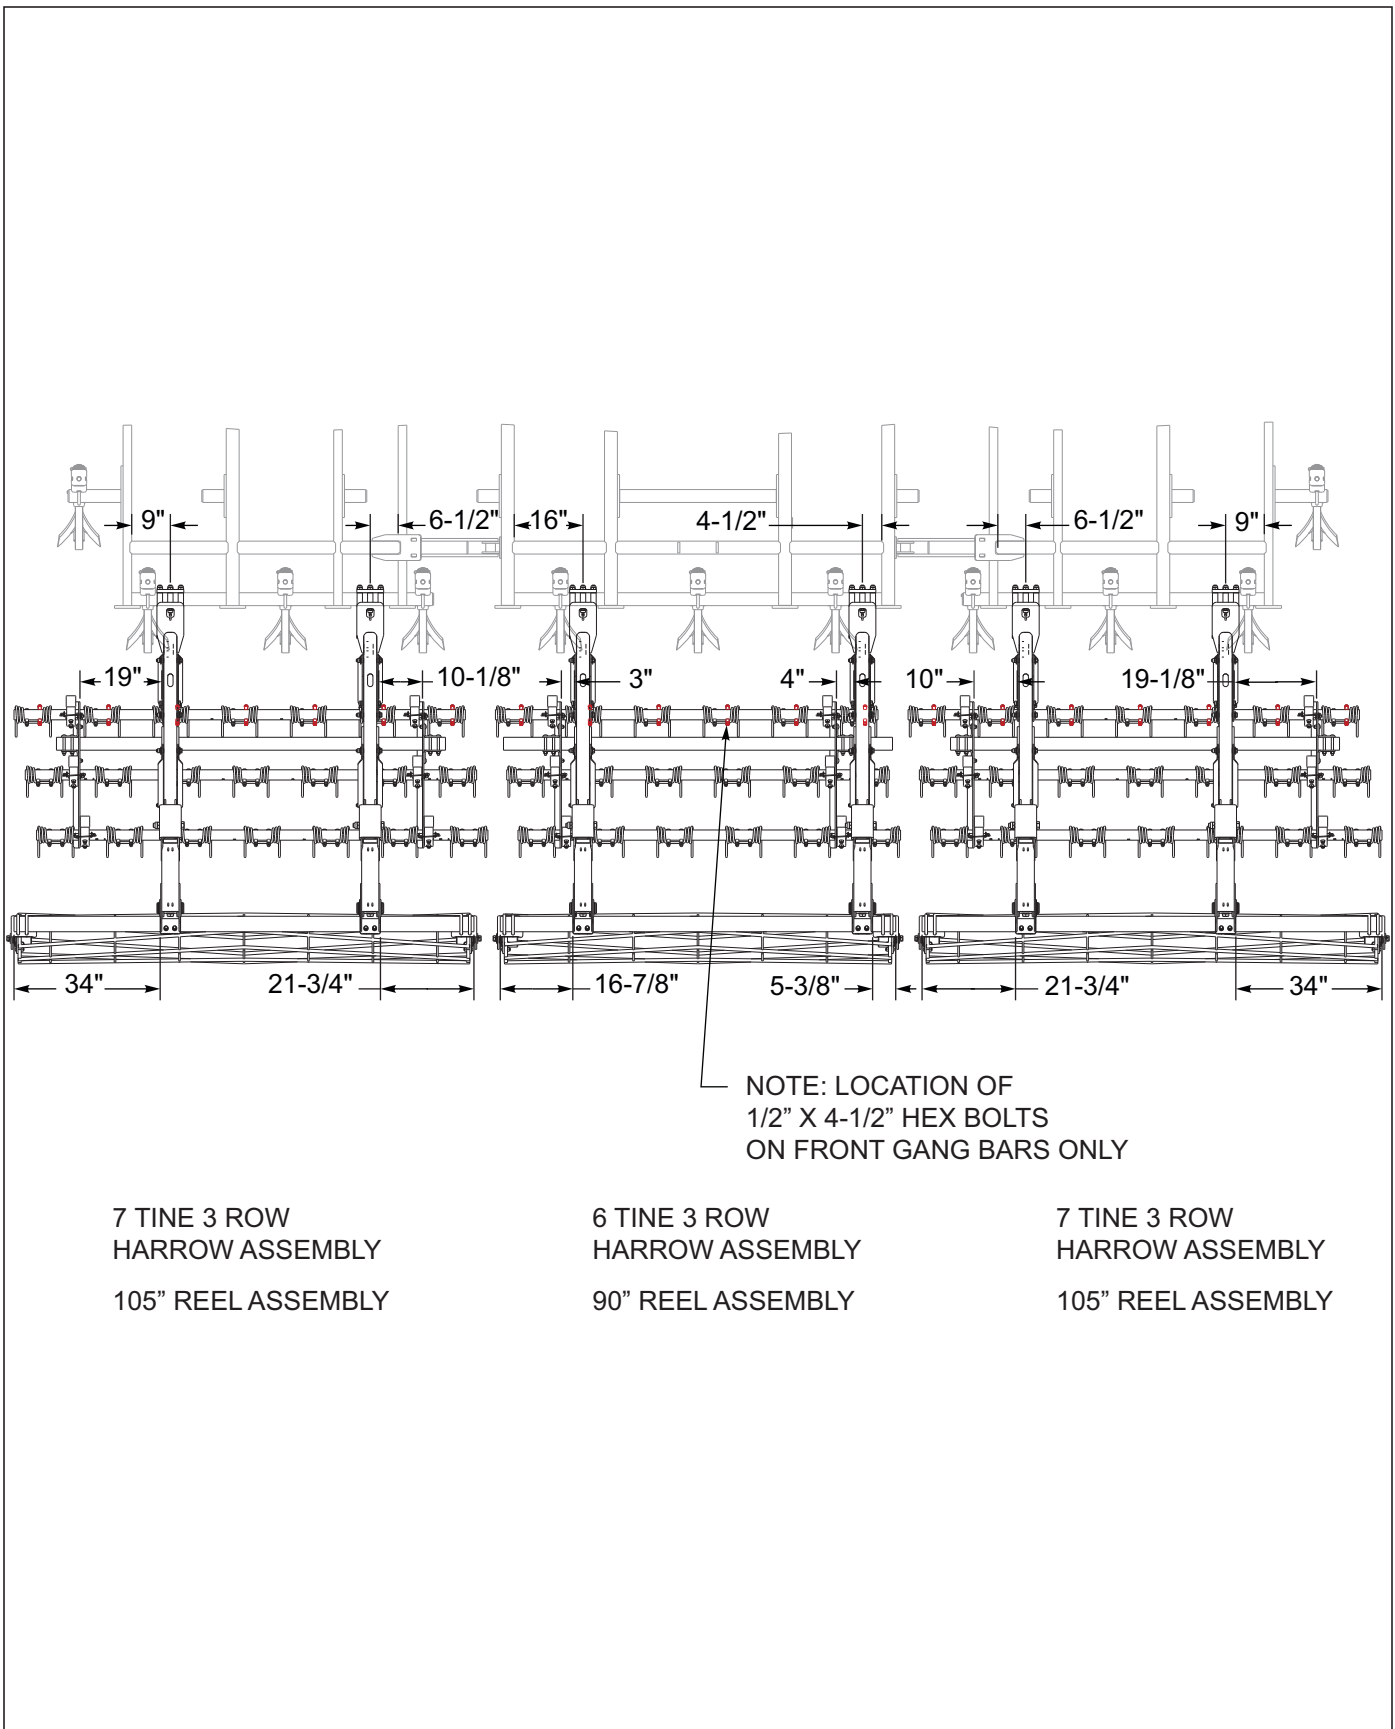 9" 6-1/2" 16" 4-1/2" 6-1/2" 9"
19" 10-1/8" 3" 4" 10" 19-1/8"
34" 21-3/4" 16-7/8" 5-3/8" 21-3/4" 34"
NOTE: LOCATION OF
1/2” X 4-1/2” HEX BOLTS
ON FRONT GANG BARS ONLY
7 TINE 3 ROW
HARROW ASSEMBLY
105” REEL ASSEMBLY
6 TINE 3 ROW
HARROW ASSEMBLY
90” REEL ASSEMBLY
7 TINE 3 ROW
HARROW ASSEMBLY
105” REEL ASSEMBLY